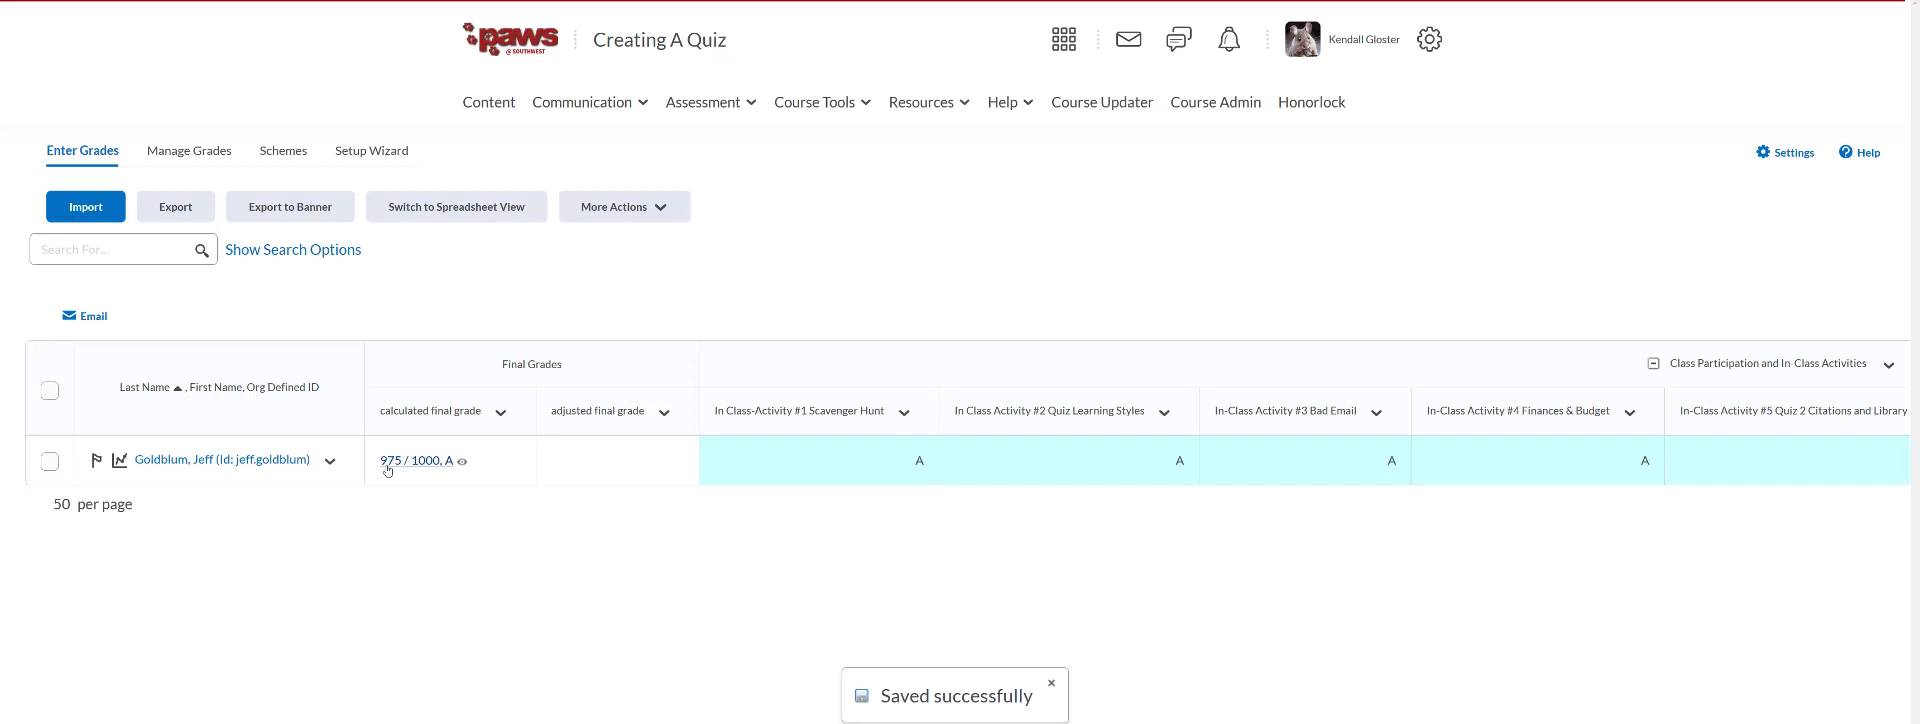 paws
@ SOUTHWEST
Creating A Quiz
Kendall Gloster
Content Communication Assessment Course Tools Resources Help Course Updater Course Admin Honorlock
Enter Grades Manage Grades Schemes Setup Wizard
Settings Help
Import Export Export to Banner Switch to Spreadsheet View More Actions
Search For... Show Search Options
Email
Final Grades Class Participation and In-Class Activities
Last Name , First Name, Org Defined ID
calculated final grade adjusted final grade In Class-Activity #1 Scavenger Hunt In Class Activity #2 Quiz Learning Styles In-Class Activity #3 Bad Email In-Class Activity #4 Finances & Budget In-Class Activity #5 Quiz 2 Citations and Library
Goldblum, Jeff (Id: jeff.goldblum) 975 / 1000, A A A A A
50 per page
Saved successfully